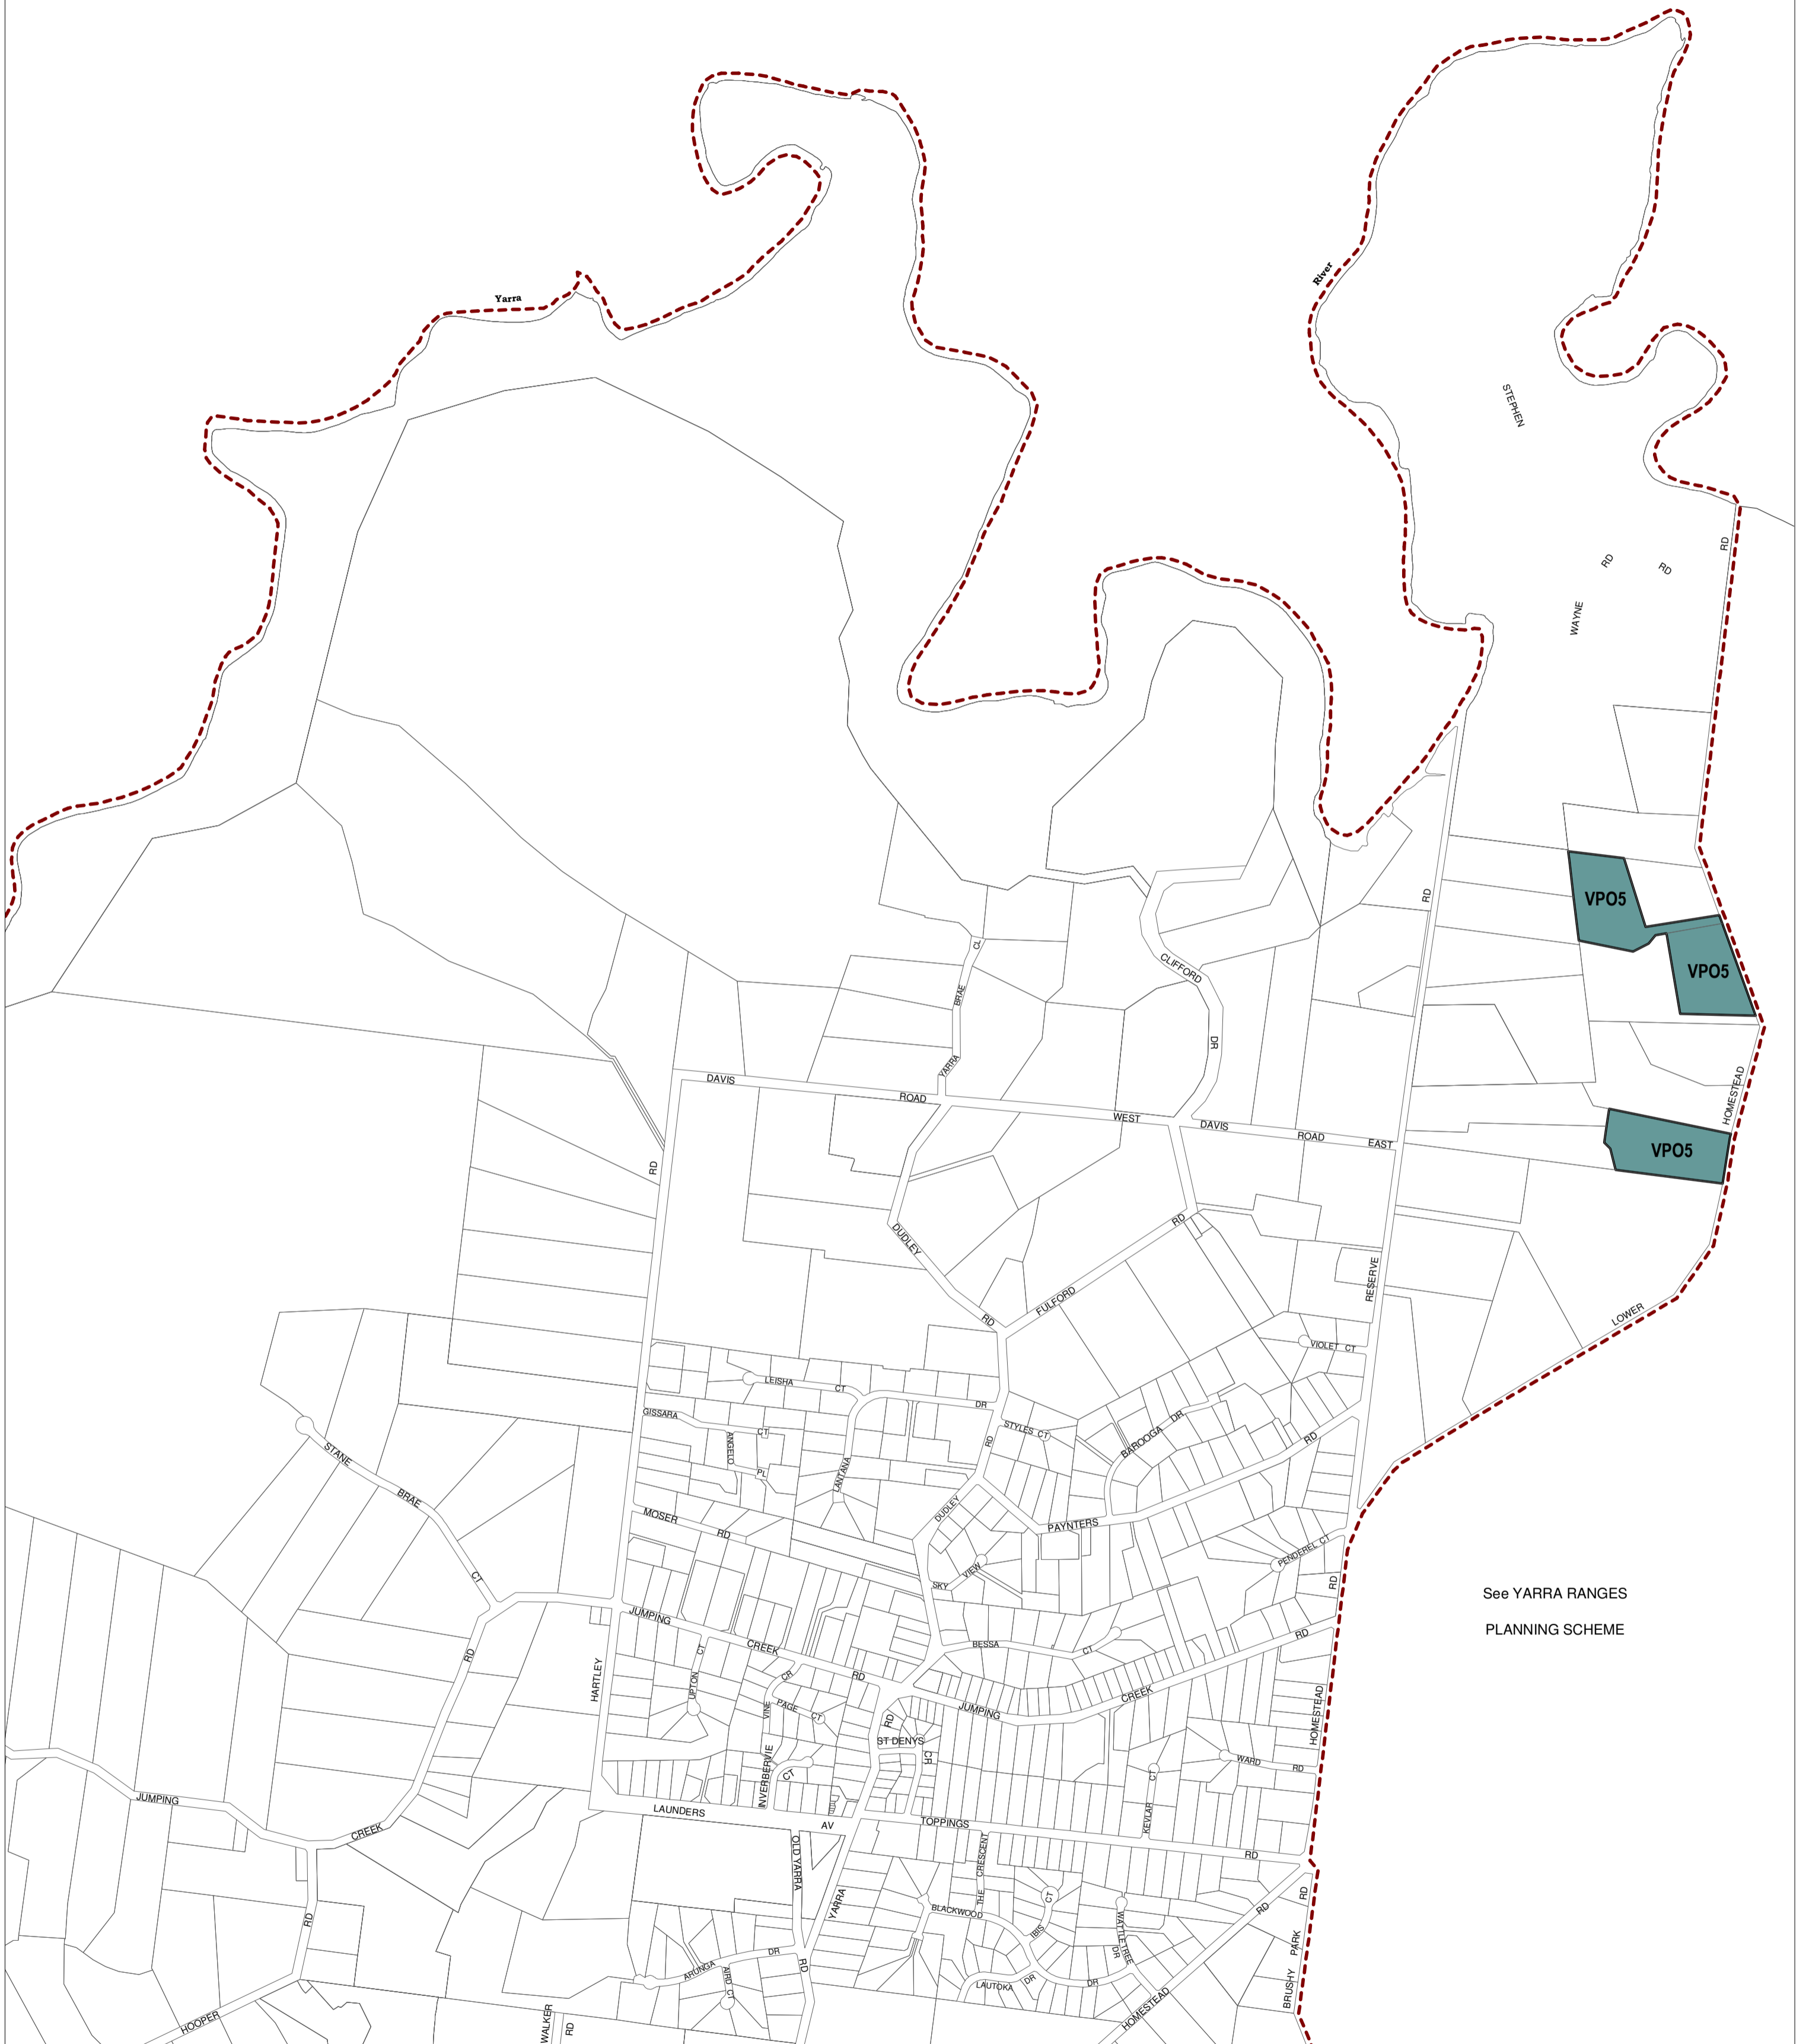 Yarra
River
STEPHEN
RD
RD
RD
WAYNE
VPO5
RD
CL
CLIFFORD
VPO5
BRAE
DR
YARRA
DAVIS
ROAD
WEST
DAVIS
ROAD
EAST
HOMESTEAD
VPO5
RD
DUDLEY
RD
RD
FULFORD
RESERVE
LOWER
VIOLET CT
LEISHA
CT
DR
GISSARA
CT
ANGELO
PL
LANTANA
STYLES CT
RD
BAROOGA DR
RD
STANE
BRAE
CT
MOSER
RD
DUDLEY
PAYNTERS
SKY
VIEW
PENDEREL CT
RD
See YARRA RANGES
PLANNING SCHEME
JUMPING
CREEK
RD
BESSA
CT
RD
RD
HARTLEY
UPTON
CT
CR
VINE
PAGE CT
JUMPING
CREEK
HOMESTEAD
RD
ST DENYS
CR
INVERBERVIE
CT
WARD
RD
KEVLAR
CT
JUMPING
CREEK
LAUNDERS
AV
TOPPINGS
RD
OLD YARRA
YARRA
RD
THE CRESCENT
BLACKWOOD
IBIS
CT
WATTLE TREE
DR
RD
RD
BRUSHY PARK
RD
ARUNGA
DR
AIRD CT
LAUTOKA
DR
DR
HOMESTEAD
HOOPER
WALKER
RD